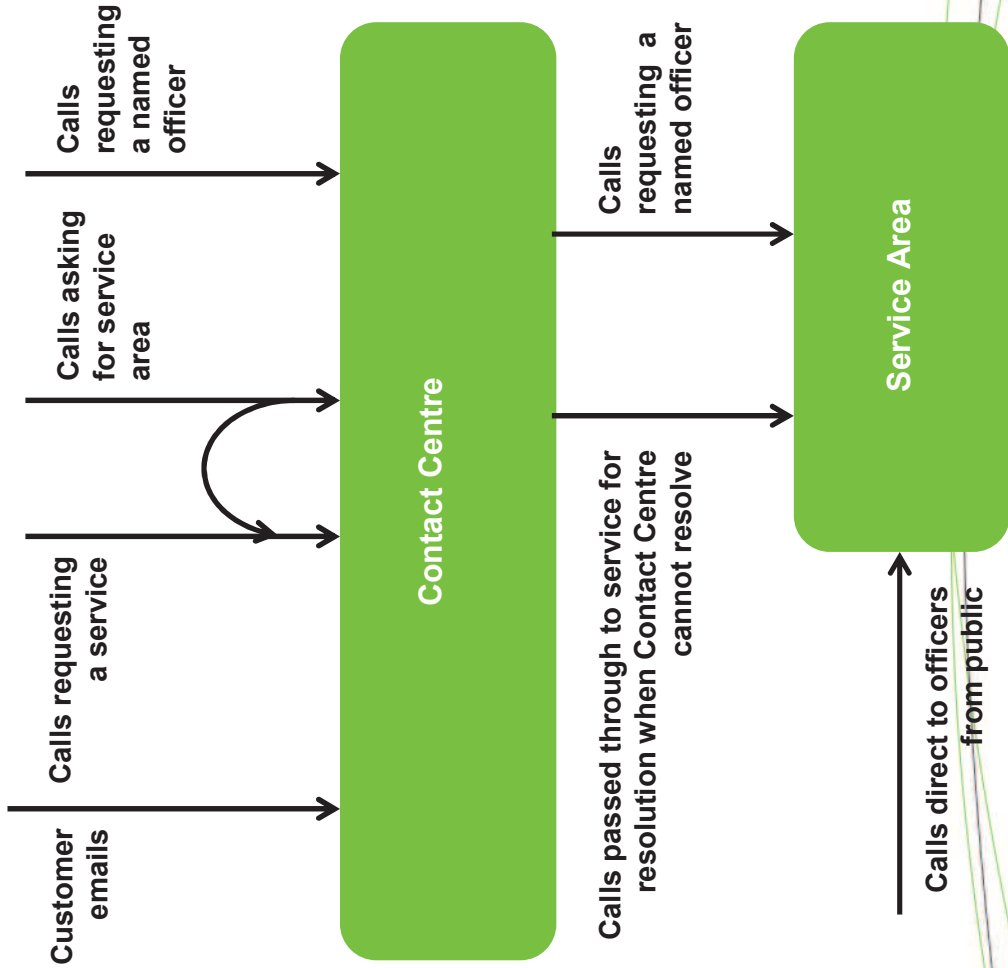 Customer
emails
Calls requesting
a service
Calls asking
for service
area
Calls
requesting
a named
officer
Contact Centre
Calls passed through to service for
resolution when Contact Centre
cannot resolve
Calls
requesting a
named officer
Calls direct to officers
from public
Service Area